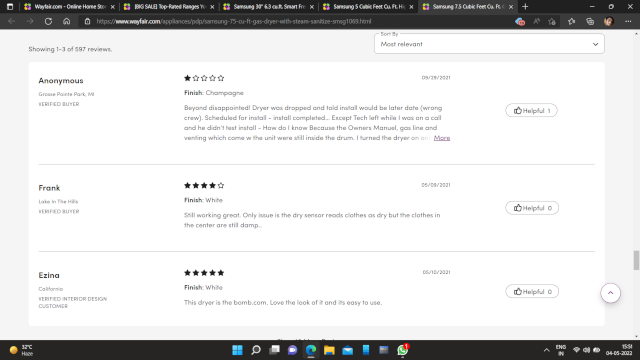 Wayfair.com - Online Home Stor
[BIG SALE] Top-Rated Ranges Yo
Samsung 30" 6.3 cu.ft. Smart Fre
Samsung 5 Cubic Feet Cu. Ft. Hi
Samsung 7.5 Cubic Feet Cu. Ft. G
https://www.wayfair.com/appliances/pdp/samsung-75-cu-ft-gas-dryer-with-steam-sanitize-smsg1069.html
Sort By
Showing 1-3 of 597 reviews.
Most relevant
Anonymous
09/29/2021
Grosse Pointe Park, MI
Finish: Champagne
VERIFIED BUYER
Beyond disappointed! Dryer was dropped and told install would be later date (wrong
crew). Scheduled for install - install completed... Except Tech left while I was on a call
and he didn't test install - How do I know Because the Owners Manual, gas line and
venting which come w the unit were still inside the drum. I turned the dryer on More
Helpful 1
Frank
05/09/2021
Lake In The Hills
Finish: White
VERIFIED BUYER
Still working great. Only issue is the dry sensor reads clothes as dry but the clothes in
the center are still damp..
Helpful 0
Ezina
05/10/2021
California
Finish: White
VERIFIED INTERIOR DESIGN
CUSTOMER
This dryer is the bomb.com. Love the look of it and its easy to use.
Helpful 0
32°C
Haze
ENG
IN
15:51
04-05-2022